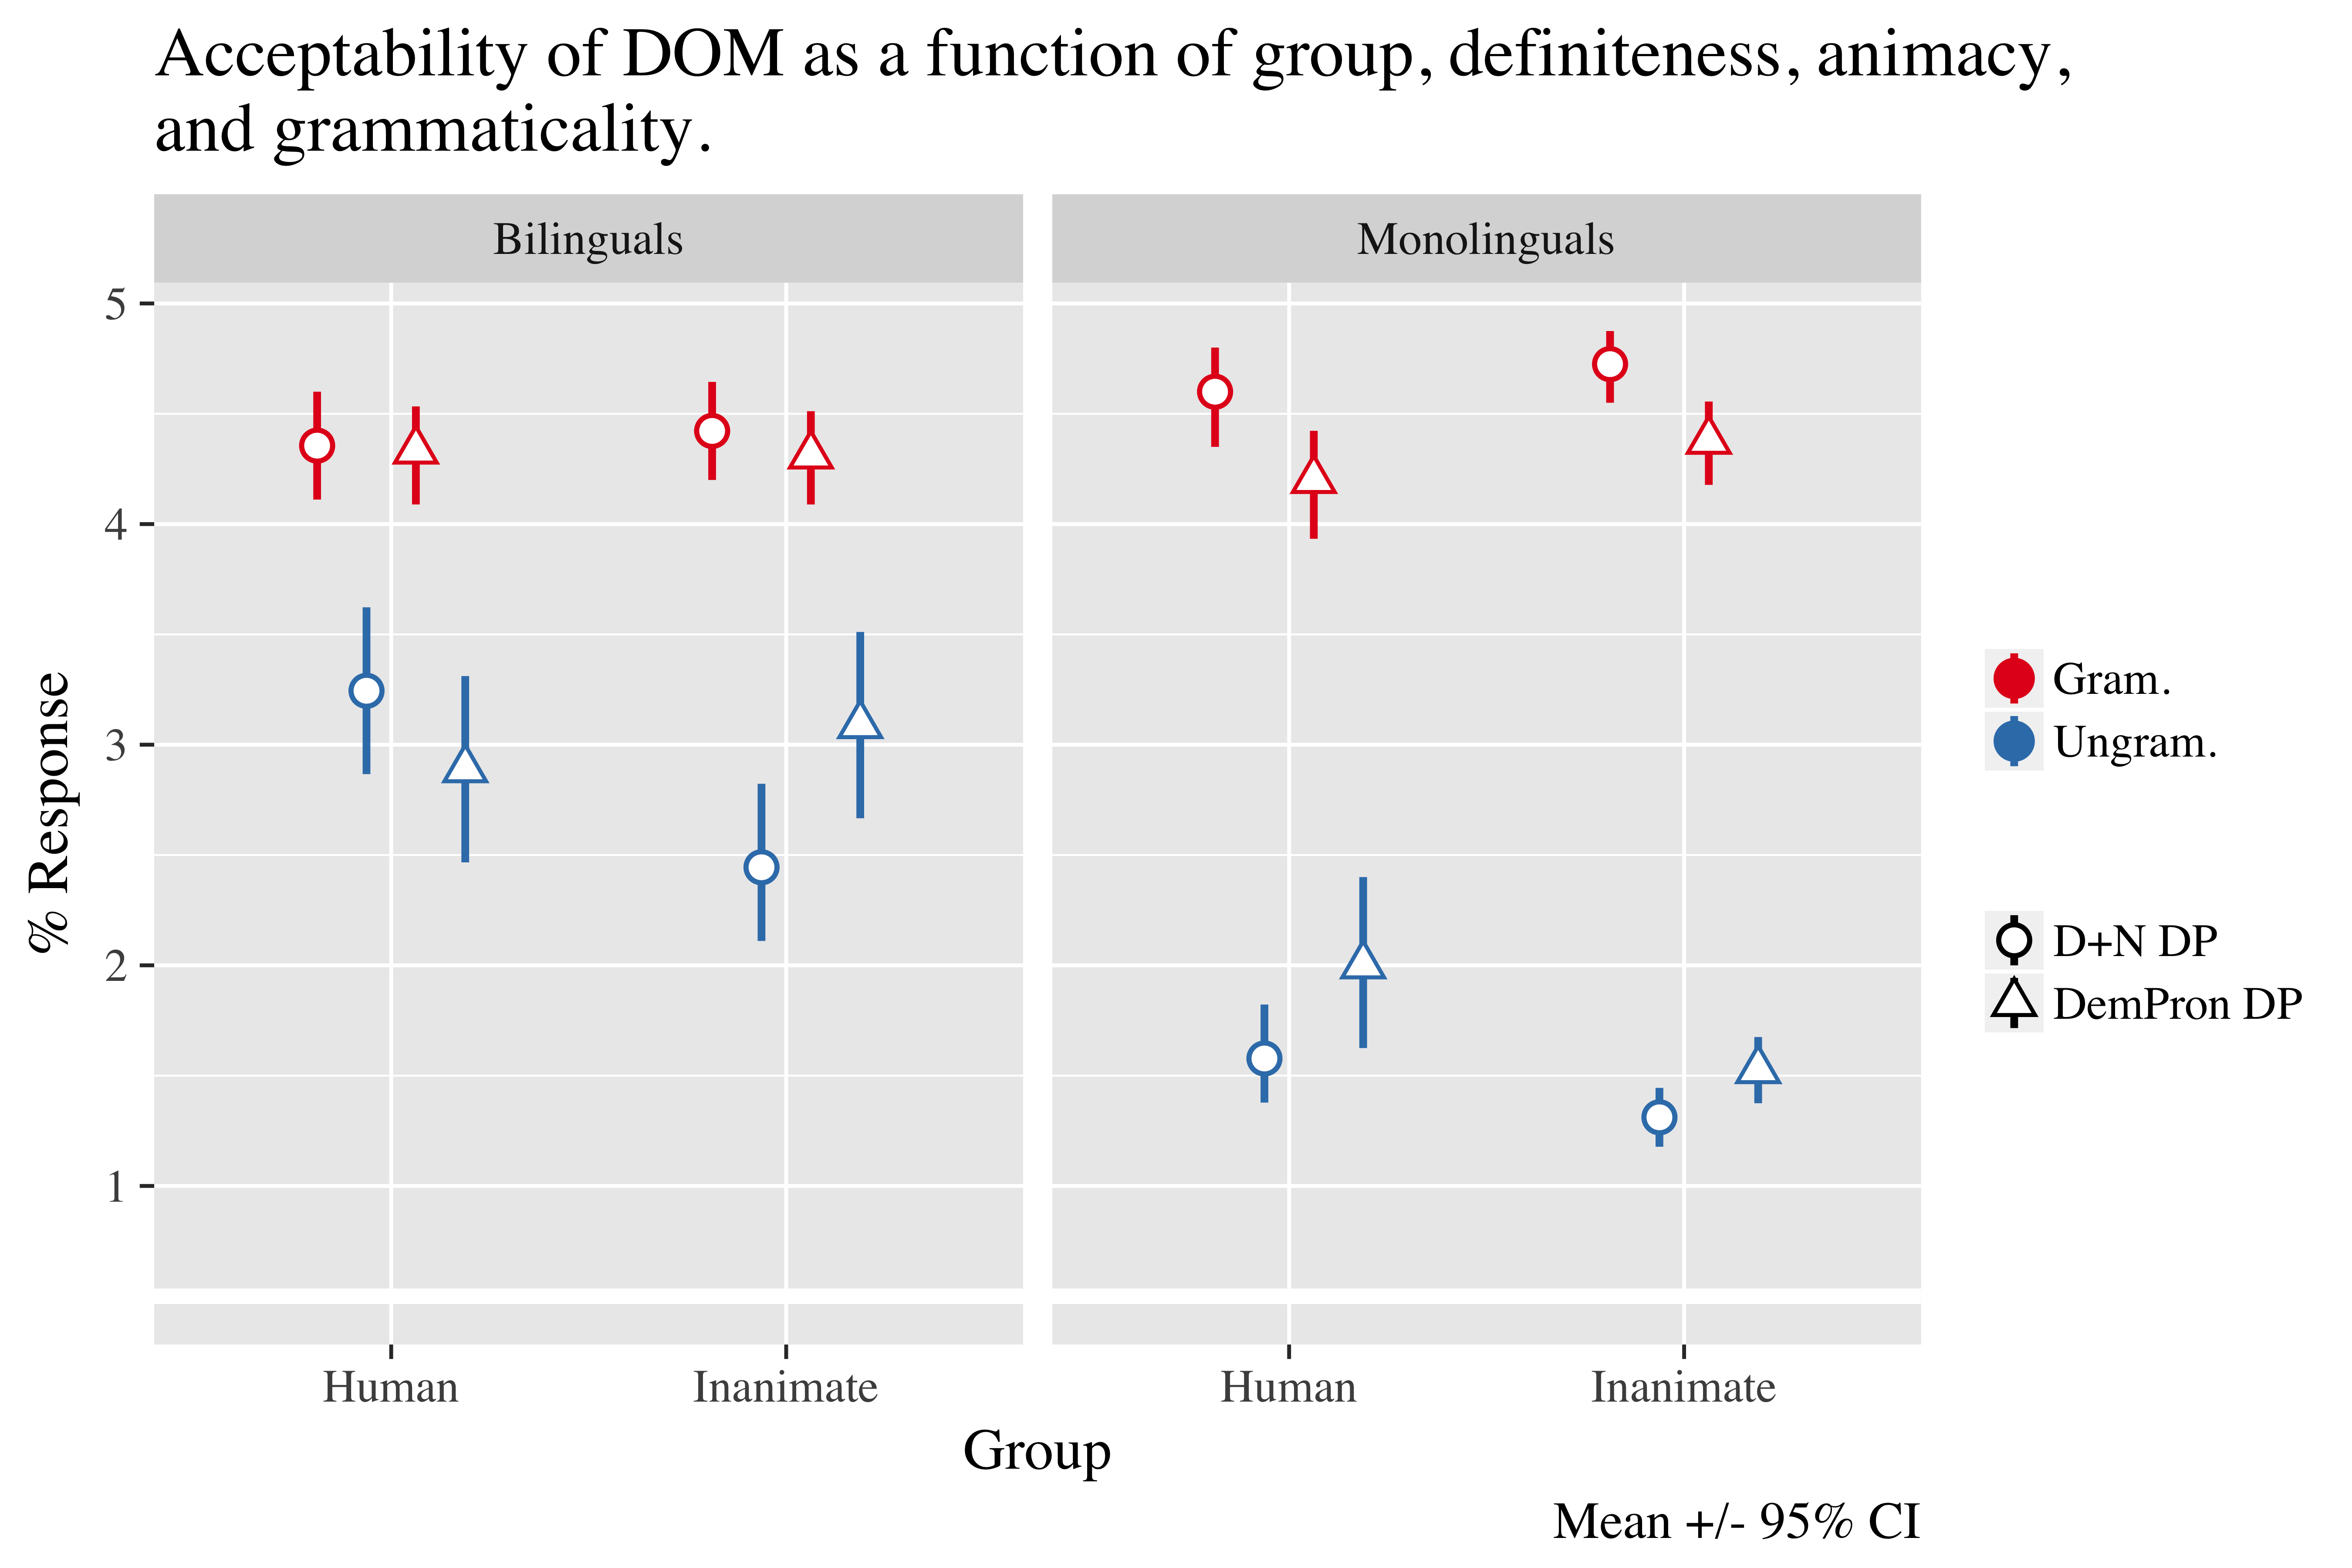 Acceptability of DOM as a function of group, definiteness, animacy,
and grammaticality.
Bilinguals
Monolinguals
5
4
3
2
1
% Response
Gram.
Ungram.
D+N DP
DemPron DP
Human
Inanimate
Human
Inanimate
Group
Mean +/- 95% CI